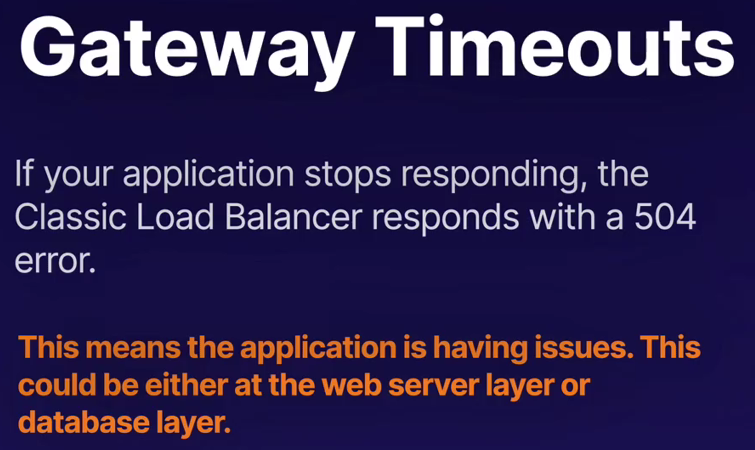 Gateway Timeouts
If your application stops responding, the
Classic Load Balancer responds with a 504
error.
This means the application is having issues. This
could be either at the web server layer or
database layer.